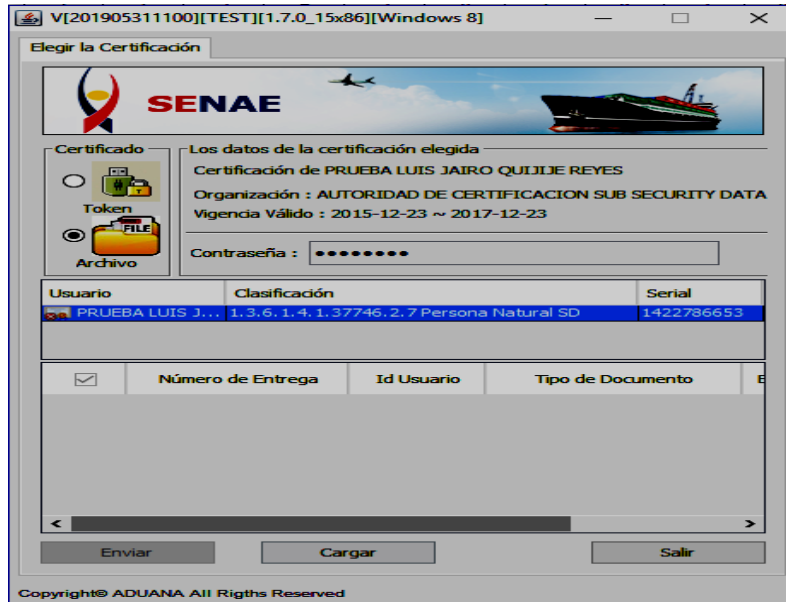 V[201905311100][TEST][1.7.0_15x86][Windows 8]
Elegir la Certificación
SENAE
Certificado
Token
FILE
Archivo
Los datos de la certificación elegida
Certificación de PRUEBA LUIS JAIRO QUIJIJE REYES
Organización : AUTORIDAD DE CERTIFICACION SUB SECURITY DATA
Vigencia Válido : 2015-12-23 ~ 2017-12-23
Contraseña : ●●●●●●●●
Usuario Clasificación Serial
PRUEBA LUIS J... 1.3.6.1.4.1.37746.2.7 Persona Natural SD 1422786653
Número de Entrega Id Usuario Tipo de Documento E
Enviar Cargar Salir
Copyright© ADUANA All Rigths Reserved